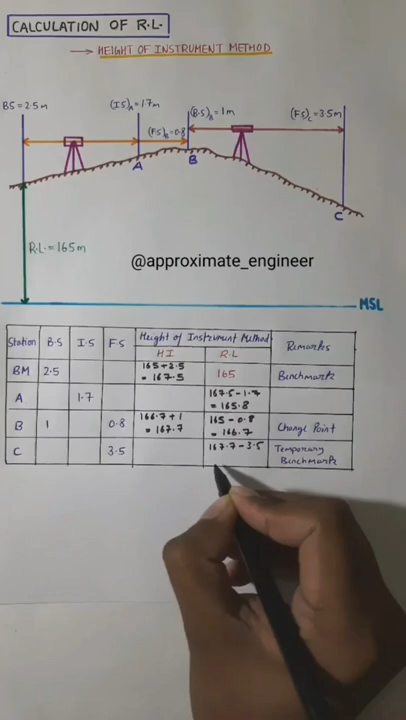 CALCULATION OF R.L.
→ HEIGHT OF INSTRUMENT METHOD
BS = 2.5m
(I.S)A = 1.7m
(F.S)B = 0.8
(B.S)B = 1m
(F.S)C = 3.5m
A
B
C
R.L. = 165m
@approximate_engineer
MSL
Station B.S I.S F.S Height of Instrument Method Remarks
HI R.L
BM 2.5 165+2.5 = 167.5 165 Benchmark
A 1.7 167.5-1.7 = 165.8
B 1 0.8 166.7+1 = 167.7 165-0.8 = 166.7 Change Point
C 3.5 167.7-3.5 Temporary Benchmark